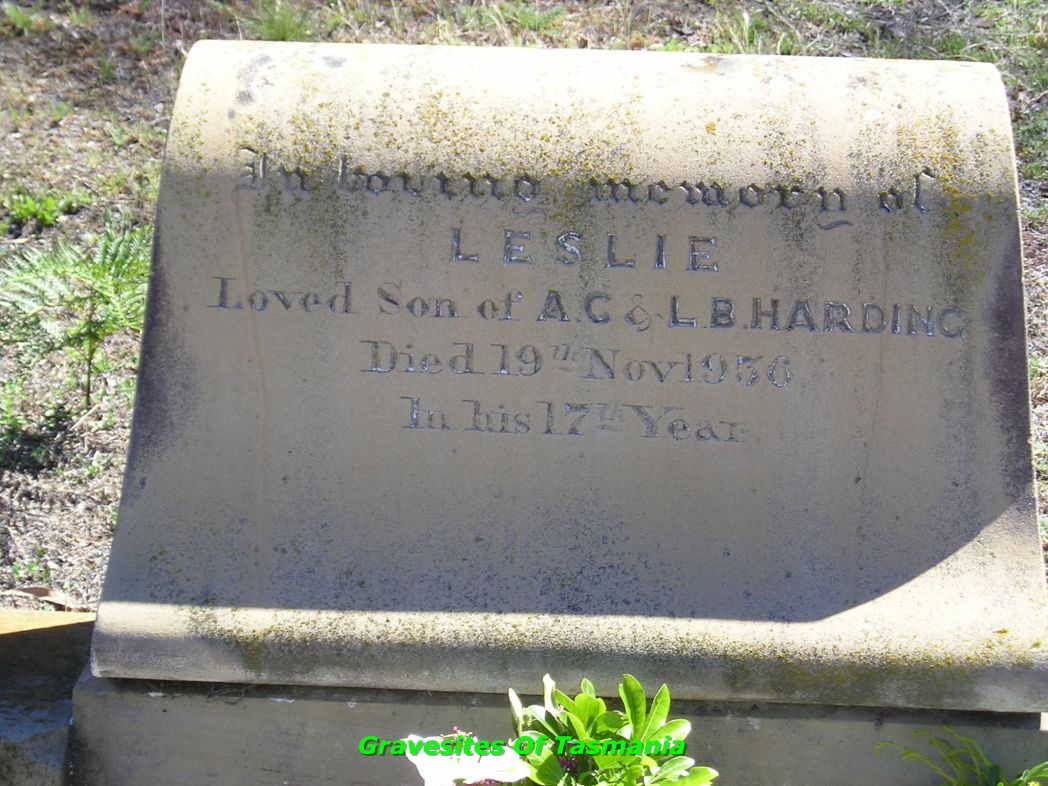 In loving memory of
LESLIE
Loved Son of A.C & L.B.HARDING
Died 19th Nov 1936
In his 17th Year
Gravesites Of Tasmania